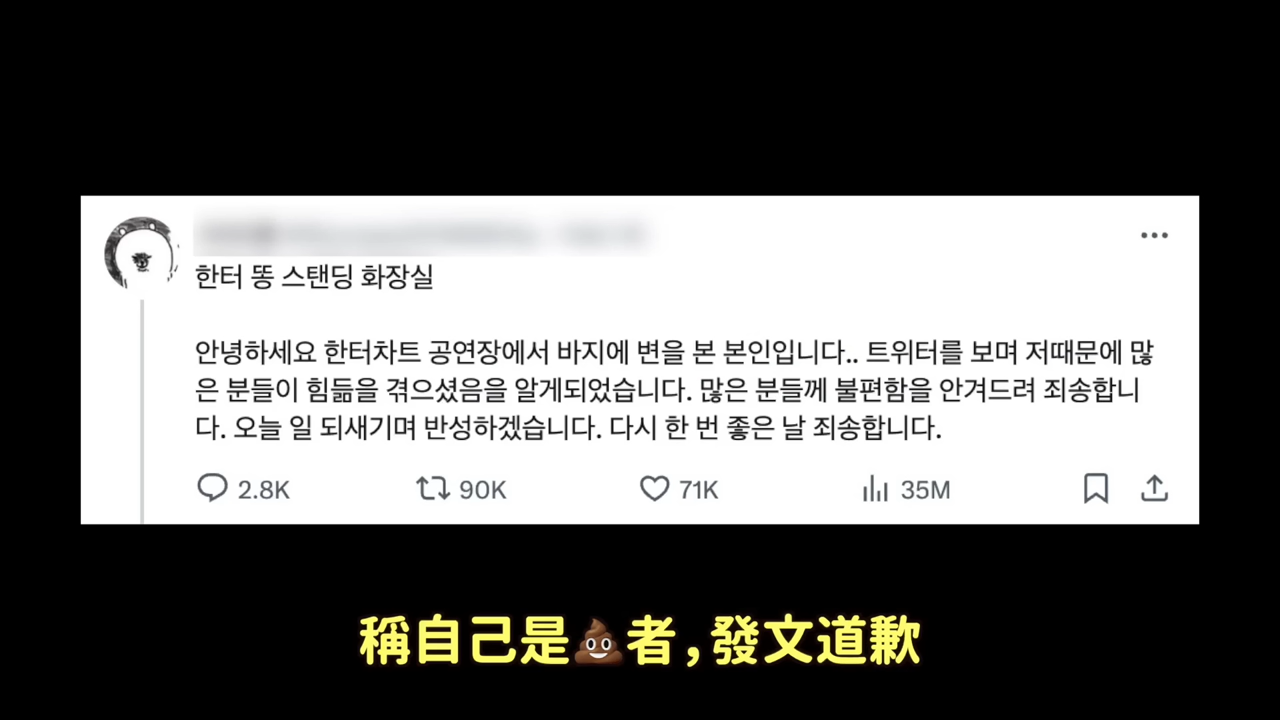 한터 똥 스탠딩 화장실
안녕하세요 한터차트 공연장에서 바지에 변을 본 본인입니다.. 트위터를 보며 저때문에 많
은 분들이 힘듦을 겪으셨음을 알게되었습니다. 많은 분들께 불편함을 안겨드려 죄송합니
다. 오늘 일 되새기며 반성하겠습니다. 다시 한 번 좋은 날 죄송합니다.
2.8K 90K 71K 35M
稱自己是💩者,發文道歉